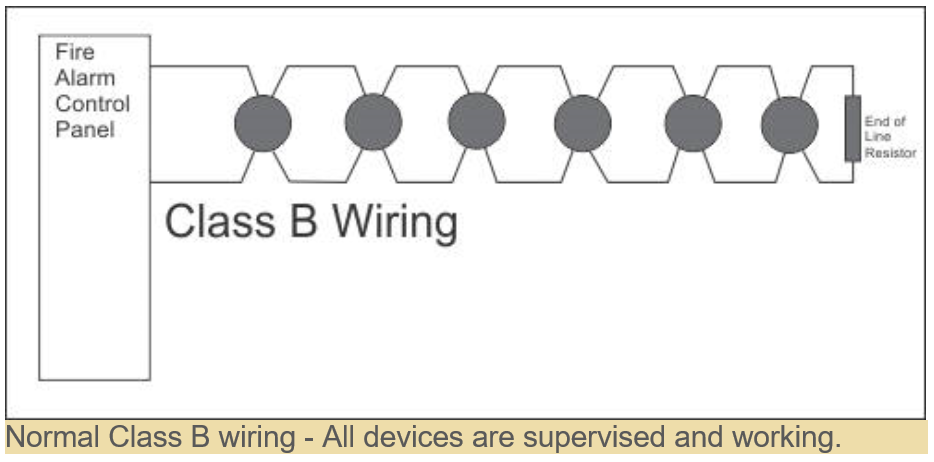 Fire
Alarm
Control
Panel
End of
Line
Resistor
Class B Wiring
Normal Class B wiring - All devices are supervised and working.